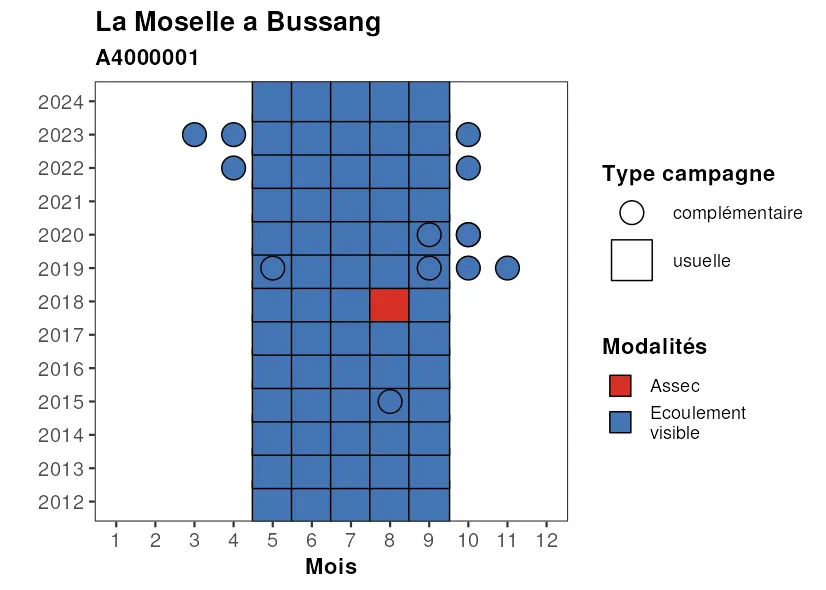 La Moselle a Bussang
A4000001
2024
2023
2022
2021
2020
2019
2018
2017
2016
2015
2014
2013
2012
1 2 3 4 5 6 7 8 9 10 11 12
Mois
Type campagne
complémentaire
usuelle
Modalités
Assec
Ecoulement
visible